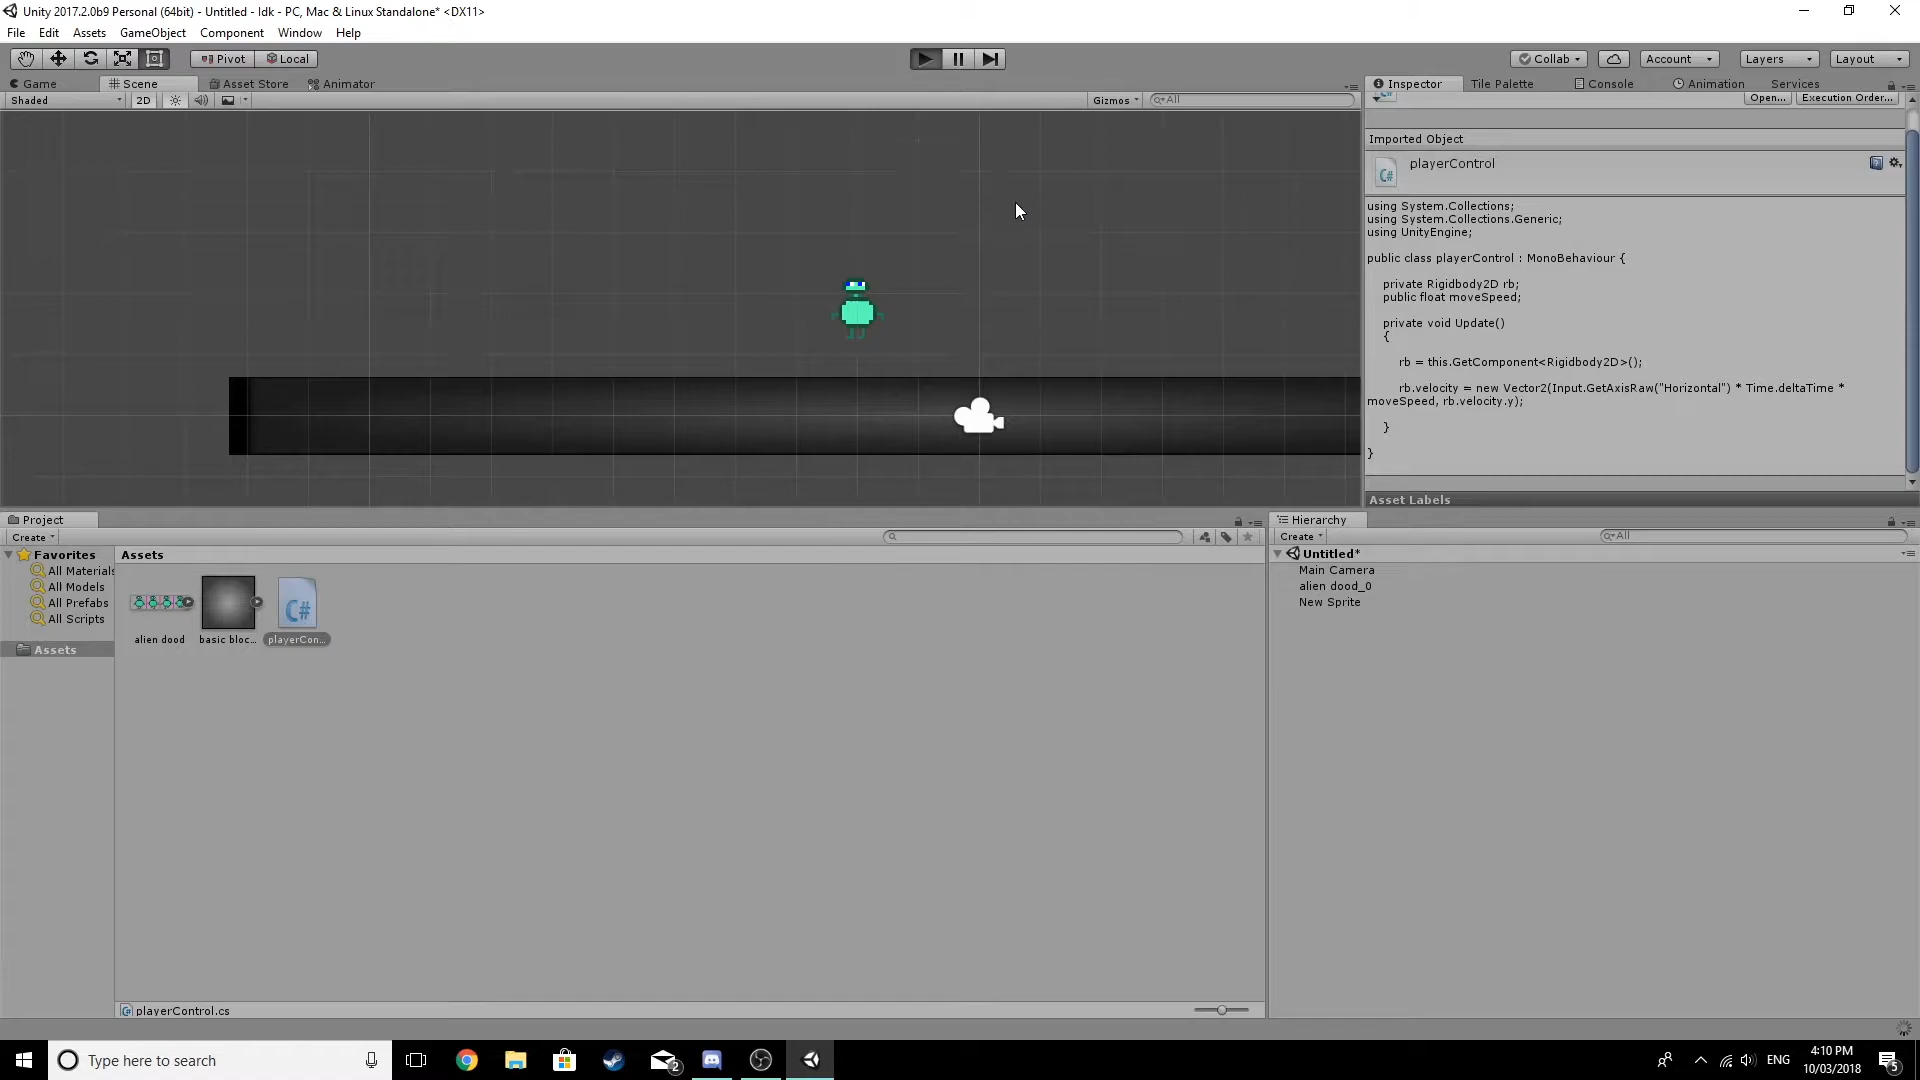 Unity 2017.2.0b9 Personal (64bit) - Untitled - Idk - PC, Mac & Linux Standalone* <DX11>
File Edit Assets GameObject Component Window Help
Pivot Local Collab Account Layers Layout
Game Scene Asset Store Animator Inspector Tile Palette Console Animation Services
Shaded 2D Gizmos All
Open... Execution Order...
Imported Object
playerControl
C#
using System.Collections;
using System.Collections.Generic;
using UnityEngine;
public class playerControl : MonoBehaviour {
private Rigidbody2D rb;
public float moveSpeed;
private void Update()
{
rb = this.GetComponent<Rigidbody2D>();
rb.velocity = new Vector2(Input.GetAxisRaw("Horizontal") * Time.deltaTime *
moveSpeed, rb.velocity.y);
}
}
Asset Labels
Project
Create
Favorites
All Materials
All Models
All Prefabs
All Scripts
Assets
Assets
C#
alien dood basic bloc... playerCon...
playerControl.cs
Hierarchy
Create All
Untitled*
Main Camera
alien dood_0
New Sprite
Type here to search
2
ENG
4:10 PM
10/03/2018
5